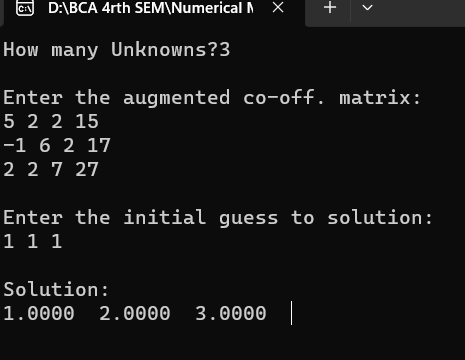 D:\BCA 4rth SEM\Numerical M
How many Unknowns?3
Enter the augmented co-off. matrix:
5 2 2 15
-1 6 2 17
2 2 7 27
Enter the initial guess to solution:
1 1 1
Solution:
1.0000  2.0000  3.0000